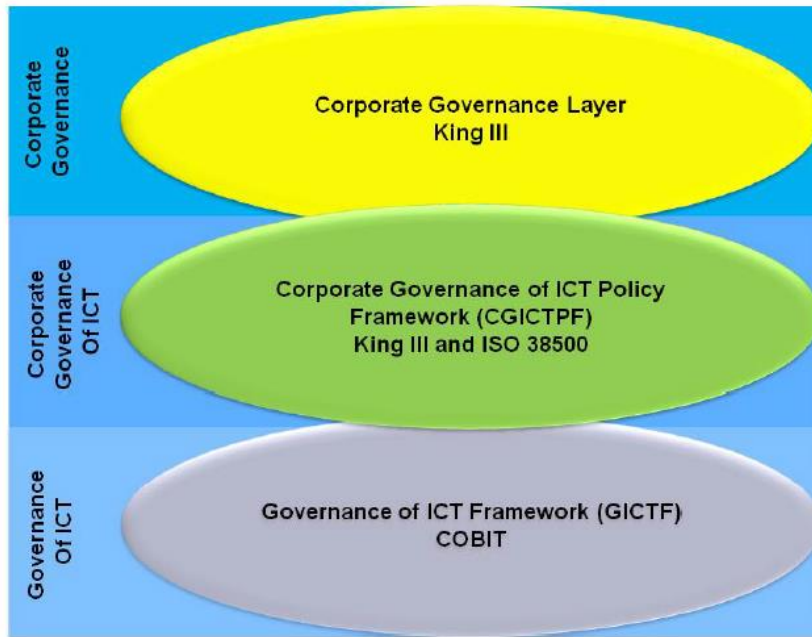 Corporate
Governance
Corporate Governance Layer
King III
Corporate
Governance
Of ICT
Corporate Governance of ICT Policy
Framework (CGICTPF)
King III and ISO 38500
Governance
Of ICT
Governance of ICT Framework (GICTF)
COBIT